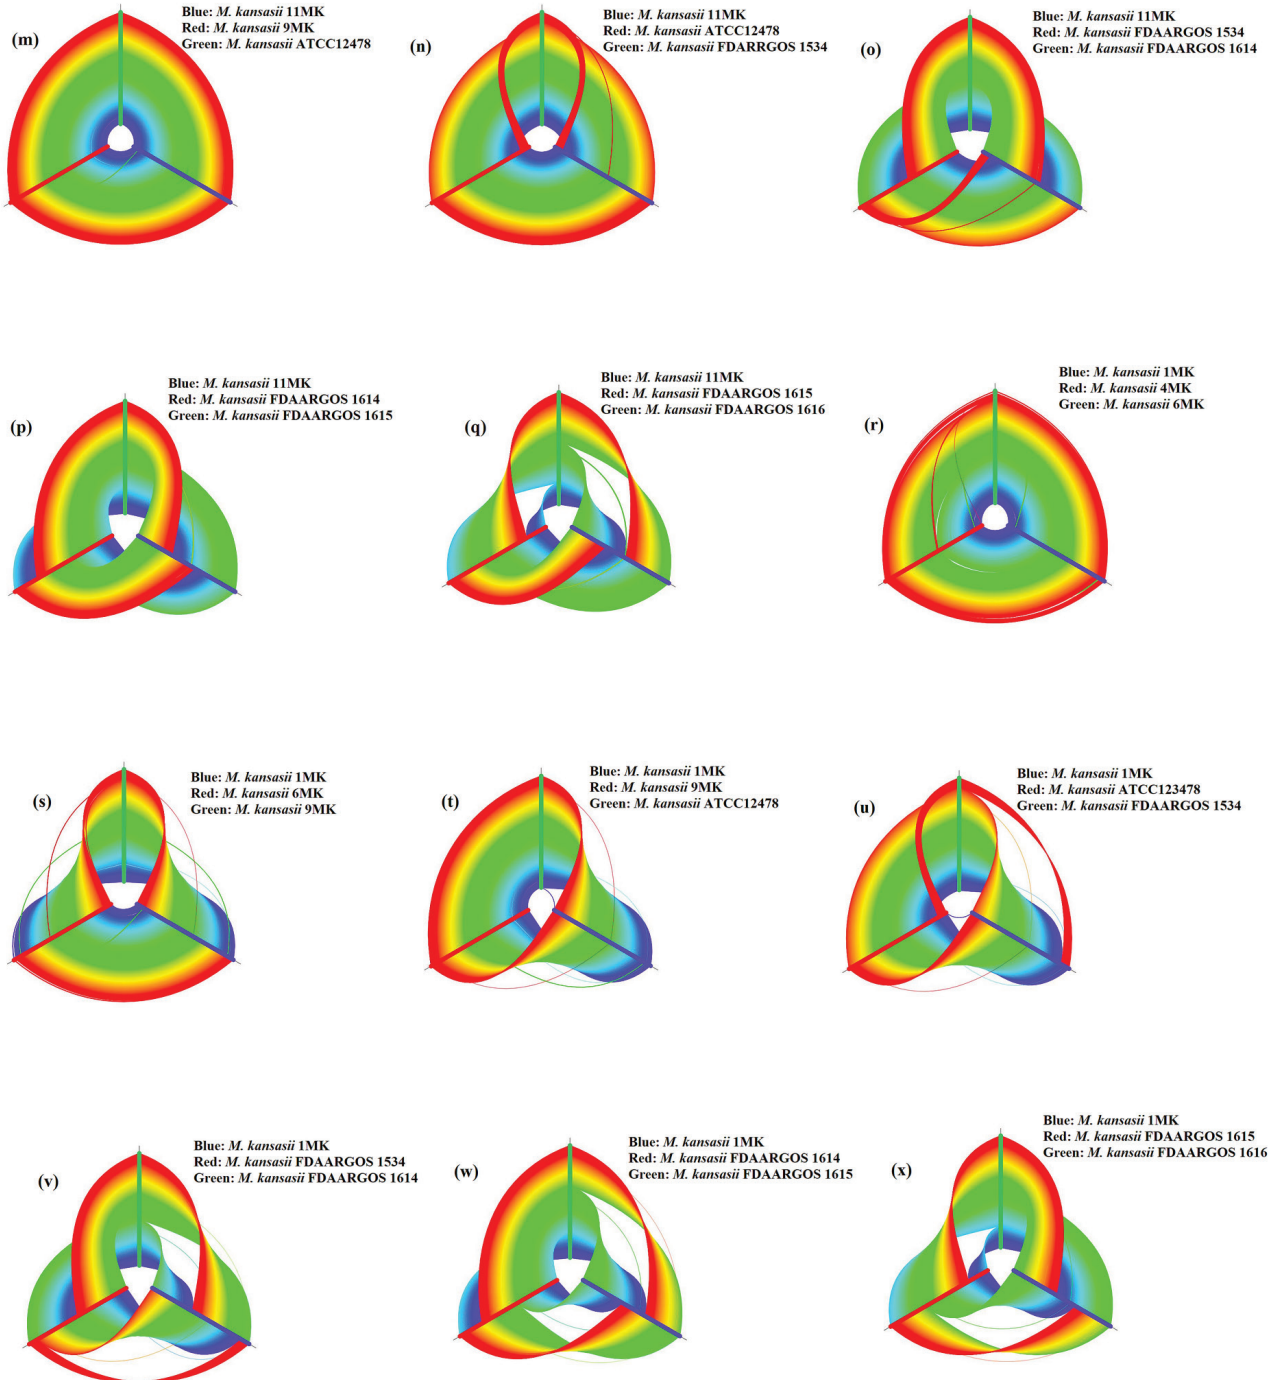 (m)
Blue: M. kansasii 11MK
Red: M. kansasii 9MK
Green: M. kansasii ATCC12478
(n)
Blue: M. kansasii 11MK
Red: M. kansasii ATCC12478
Green: M. kansasii FDARRGOS 1534
(o)
Blue: M. kansasii 11MK
Red: M. kansasii FDAARGOS 1534
Green: M. kansasii FDAARGOS 1614
(p)
Blue: M. kansasii 11MK
Red: M. kansasii FDAARGOS 1614
Green: M. kansasii FDAARGOS 1615
(q)
Blue: M. kansasii 11MK
Red: M. kansasii FDAARGOS 1615
Green: M. kansasii FDAARGOS 1616
(r)
Blue: M. kansasii 1MK
Red: M. kansasii 4MK
Green: M. kansasii 6MK
(s)
Blue: M. kansasii 1MK
Red: M. kansasii 6MK
Green: M. kansasii 9MK
(t)
Blue: M. kansasii 1MK
Red: M. kansasii 9MK
Green: M. kansasii ATCC12478
(u)
Blue: M. kansasii 1MK
Red: M. kansasii ATCC123478
Green: M. kansasii FDAARGOS 1534
(v)
Blue: M. kansasii 1MK
Red: M. kansasii FDAARGOS 1534
Green: M. kansasii FDAARGOS 1614
(w)
Blue: M. kansasii 1MK
Red: M. kansasii FDAARGOS 1614
Green: M. kansasii FDAARGOS 1615
(x)
Blue: M. kansasii 1MK
Red: M. kansasii FDAARGOS 1615
Green: M. kansasii FDAARGOS 1616